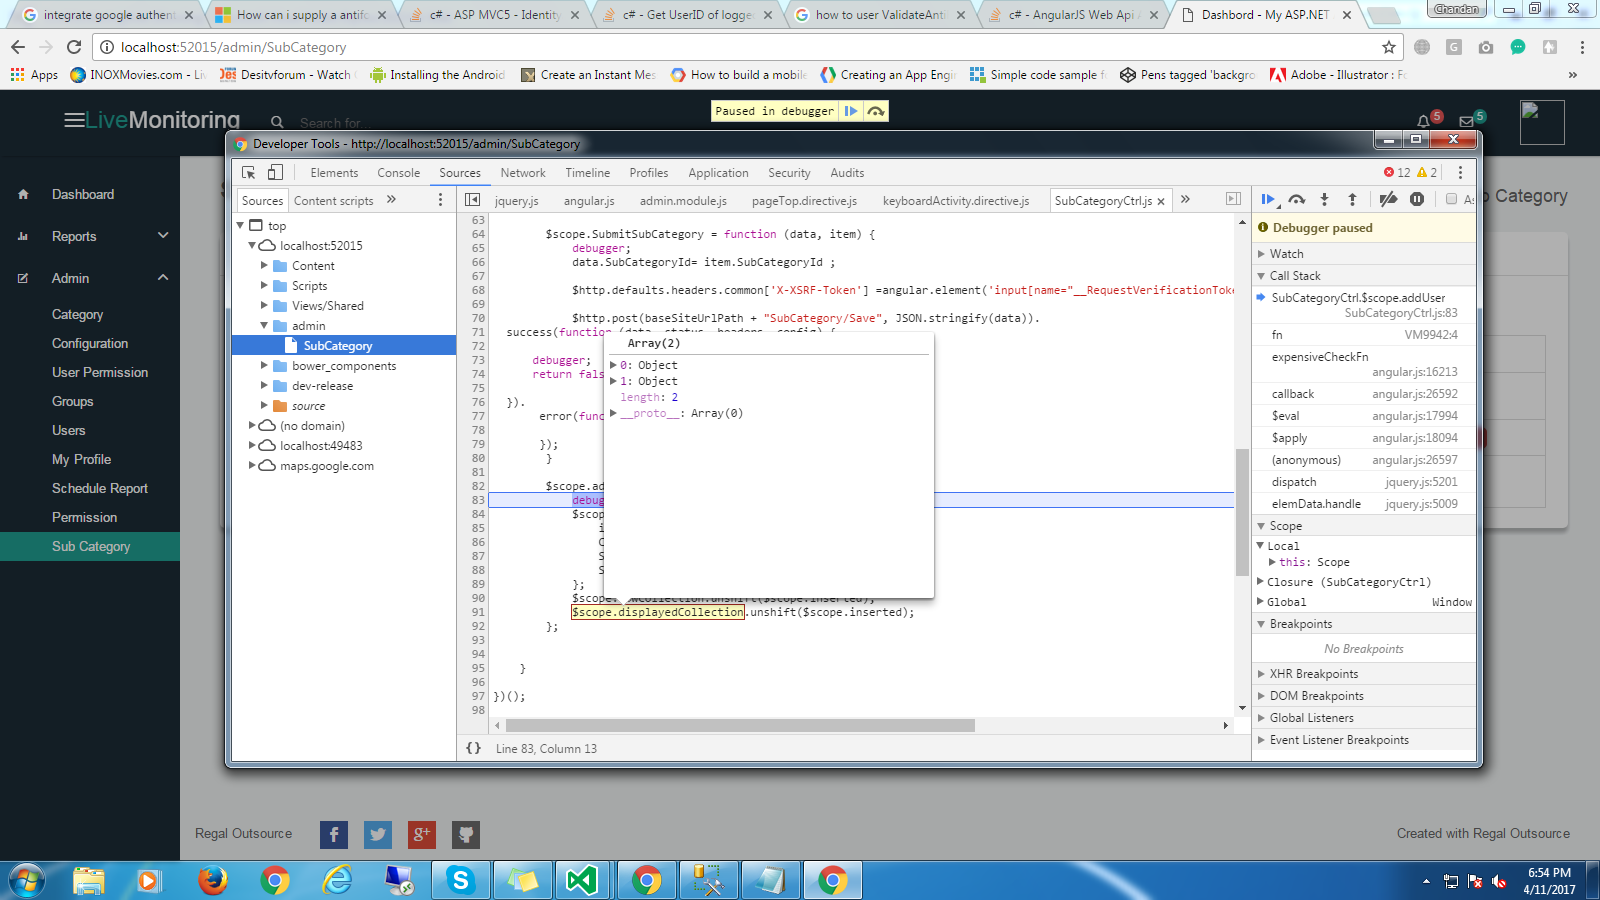 integrate google authent
How can i supply a antifo
c# - ASP MVC5 - Identity
c# - Get UserID of logge
how to user ValidateAnti
c# - AngularJS Web Api
Dashbord - My ASP.NET
Chandan
localhost:52015/admin/SubCategory
Apps
INOXMovies.com - Liv
Desitvforum - Watch
Installing the Android
Create an Instant Mes
How to build a mobile
Creating an App Engi
Simple code sample f
Pens tagged 'backgro
Adobe - Illustrator : Fo
»
LiveMonitoring
Search for
Paused in debugger
5
5
Dashboard
Reports
Admin
Category
Configuration
User Permission
Groups
Users
My Profile
Schedule Report
Permission
Sub Category
Category
Developer Tools - http://localhost:52015/admin/SubCategory
Elements Console Sources Network Timeline Profiles Application Security Audits
12 2
Sources Content scripts »
jquery.js angular.js admin.module.js pageTop.directive.js keyboardActivity.directive.js SubCategoryCtrl.js × »
top
localhost:52015
Content
Scripts
Views/Shared
admin
SubCategory
bower_components
dev-release
source
(no domain)
localhost:49483
maps.google.com
63
64 $scope.SubmitSubCategory = function (data, item) {
65 debugger;
66 data.SubCategoryId= item.SubCategoryId ;
67
68 $http.defaults.headers.common['X-XSRF-Token'] =angular.element('input[name="__RequestVerificationToke
69
70 $http.post(baseSiteUrlPath + "SubCategory/Save", JSON.stringify(data)).
71 success(function (data, status, headers, config) {
72
73 debugger;
74 return fals
75
76 }).
77 error(func
78
79 });
80 }
81
82 $scope.ad
83 debug
84 $scop
85 i
86 C
87 S
88 S
89 };
90 .unshift($scope.inserted);
91 $scope.displayedCollection.unshift($scope.inserted);
92 };
93
94
95 }
96
97 })();
98
Array(2)
0: Object
1: Object
length: 2
__proto__: Array(0)
{} Line 83, Column 13
As
Debugger paused
Watch
Call Stack
SubCategoryCtrl.$scope.addUser
SubCategoryCtrl.js:83
fn VM9942:4
expensiveCheckFn
angular.js:16213
callback angular.js:26592
$eval angular.js:17994
$apply angular.js:18094
(anonymous) angular.js:26597
dispatch jquery.js:5201
elemData.handle jquery.js:5009
Scope
Local
this: Scope
Closure (SubCategoryCtrl)
Global Window
Breakpoints
No Breakpoints
XHR Breakpoints
DOM Breakpoints
Global Listeners
Event Listener Breakpoints
Regal Outsource
Created with Regal Outsource
6:54 PM
4/11/2017